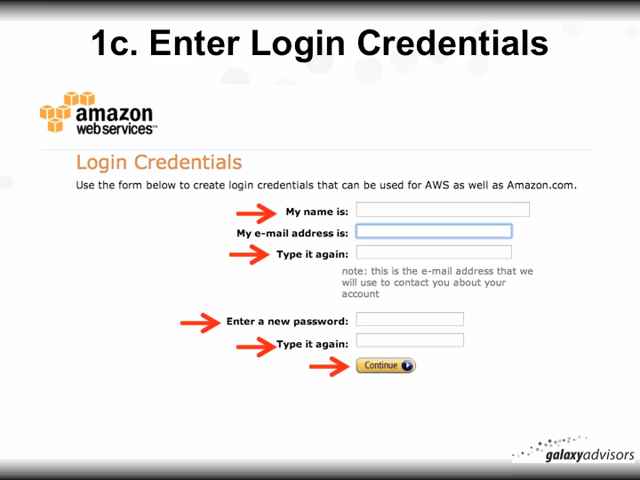 1c. Enter Login Credentials
amazon
web services™
Login Credentials
Use the form below to create login credentials that can be used for AWS as well as Amazon.com.
My name is:
My e-mail address is:
Type it again:
note: this is the e-mail address that we
will use to contact you about your
account
Enter a new password:
Type it again:
Continue
galaxyadvisors